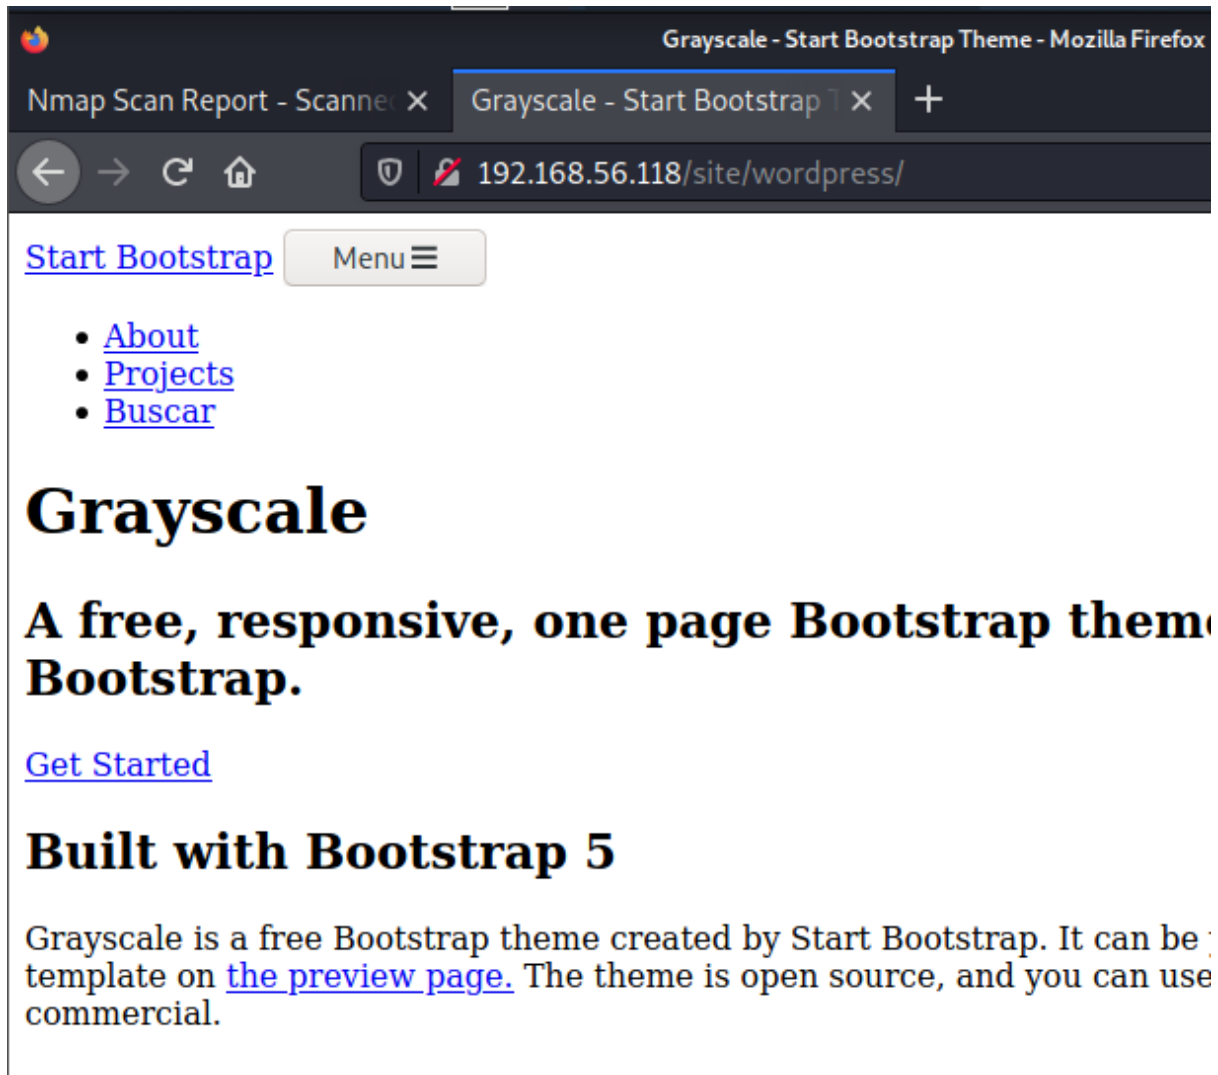 Grayscale - Start Bootstrap Theme - Mozilla Firefox
Nmap Scan Report - Scanned
Grayscale - Start Bootstrap T
192.168.56.118/site/wordpress/
Start Bootstrap Menu
About
Projects
Buscar
Grayscale
A free, responsive, one page Bootstrap theme
Bootstrap.
Get Started
Built with Bootstrap 5
Grayscale is a free Bootstrap theme created by Start Bootstrap. It can be
template on the preview page. The theme is open source, and you can use
commercial.